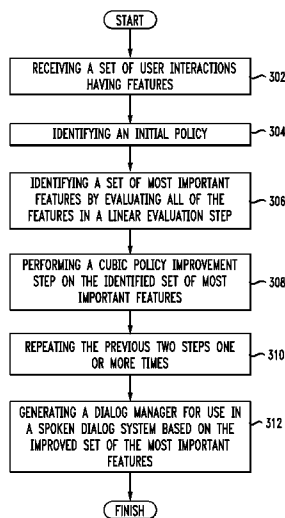 START
RECEIVING A SET OF USER INTERACTIONS
HAVING FEATURES
302
IDENTIFYING AN INITIAL POLICY
304
IDENTIFYING A SET OF MOST IMPORTANT
FEATURES BY EVALUATING ALL OF THE
FEATURES IN A LINEAR EVALUATION STEP
306
PERFORMING A CUBIC POLICY IMPROVEMENT
STEP ON THE IDENTIFIED SET OF MOST
IMPORTANT FEATURES
308
REPEATING THE PREVIOUS TWO STEPS ONE
OR MORE TIMES
310
GENERATING A DIALOG MANAGER FOR USE IN
A SPOKEN DIALOG SYSTEM BASED ON THE
IMPROVED SET OF THE MOST IMPORTANT
FEATURES
312
FINISH